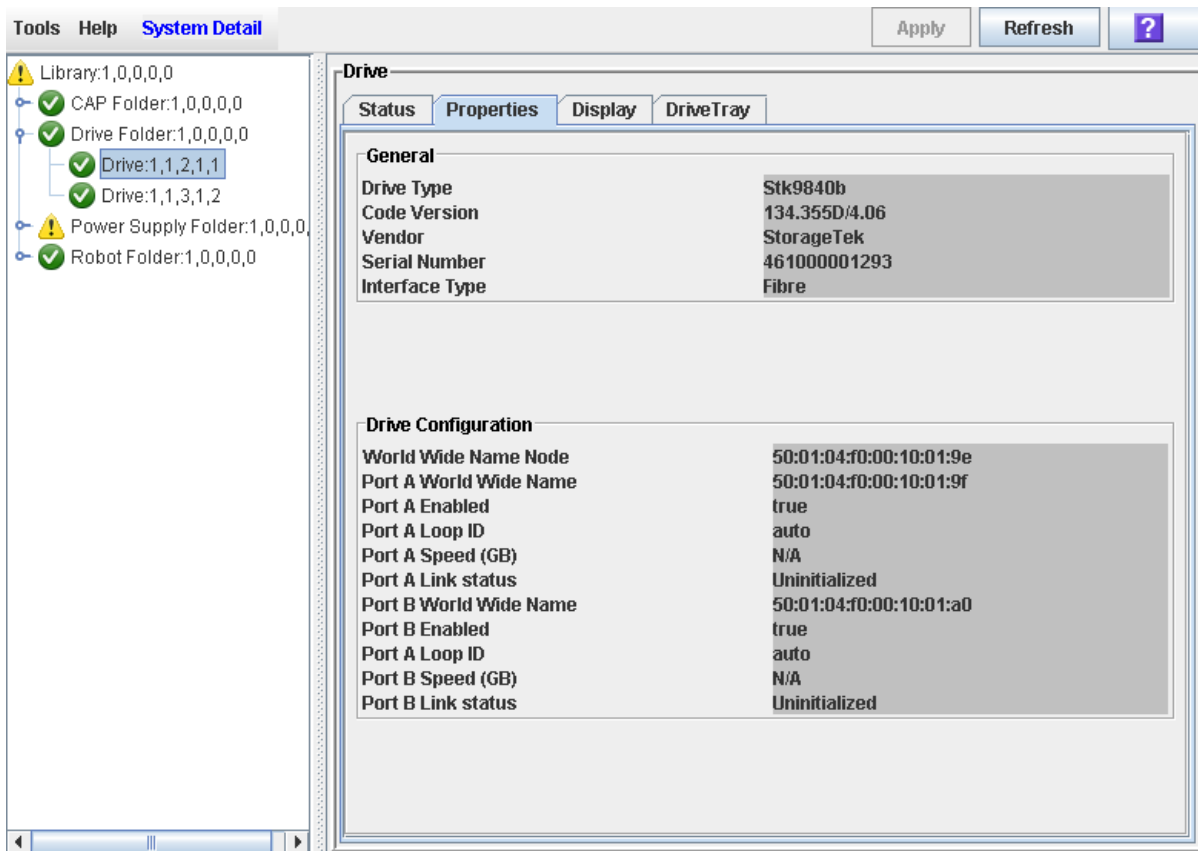 Tools Help System Detail Apply Refresh ?
Library:1,0,0,0,0
CAP Folder:1,0,0,0,0
Drive Folder:1,0,0,0,0
Drive:1,1,2,1,1
Drive:1,1,3,1,2
Power Supply Folder:1,0,0,0,
Robot Folder:1,0,0,0,0
Drive
Status Properties Display DriveTray
General
Drive Type Stk9840b
Code Version 134.355D/4.06
Vendor StorageTek
Serial Number 461000001293
Interface Type Fibre
Drive Configuration
World Wide Name Node 50:01:04:f0:00:10:01:9e
Port A World Wide Name 50:01:04:f0:00:10:01:9f
Port A Enabled true
Port A Loop ID auto
Port A Speed (GB) N/A
Port A Link status Uninitialized
Port B World Wide Name 50:01:04:f0:00:10:01:a0
Port B Enabled true
Port A Loop ID auto
Port B Speed (GB) N/A
Port B Link status Uninitialized